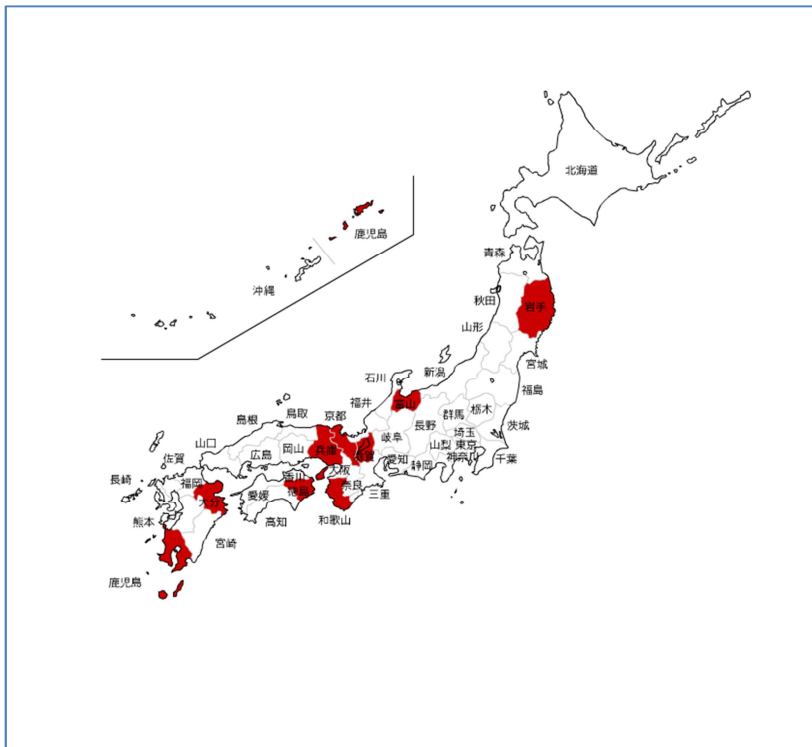 北海道
鹿児島
青森
沖縄
秋田
岩手
山形
宮城
新潟
石川
福島
福井
富山
栃木
群馬
鳥取
京都
島根
茨城
長野
埼玉
岐阜
山口
山梨
東京
岡山
兵庫
広島
滋賀
愛知
神奈川
千葉
佐賀
静岡
大阪
香川
長崎
福岡
奈良
徳島
三重
愛媛
大分
和歌山
高知
熊本
宮崎
鹿児島